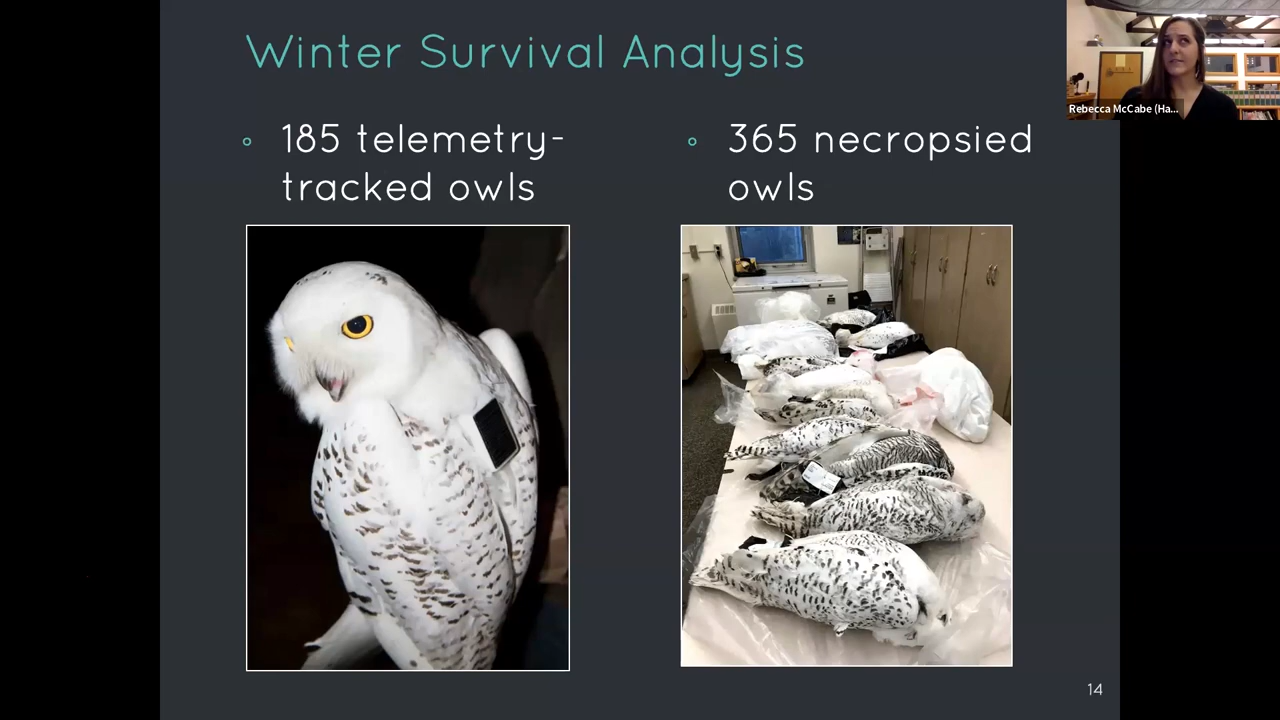 Winter Survival Analysis
185 telemetry-
tracked owls
365 necropsied
owls
Rebecca McCabe (Ha...
14